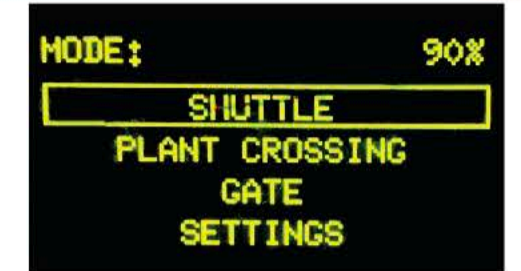 MODE: 90%
SHUTTLE
PLANT CROSSING
GATE
SETTINGS